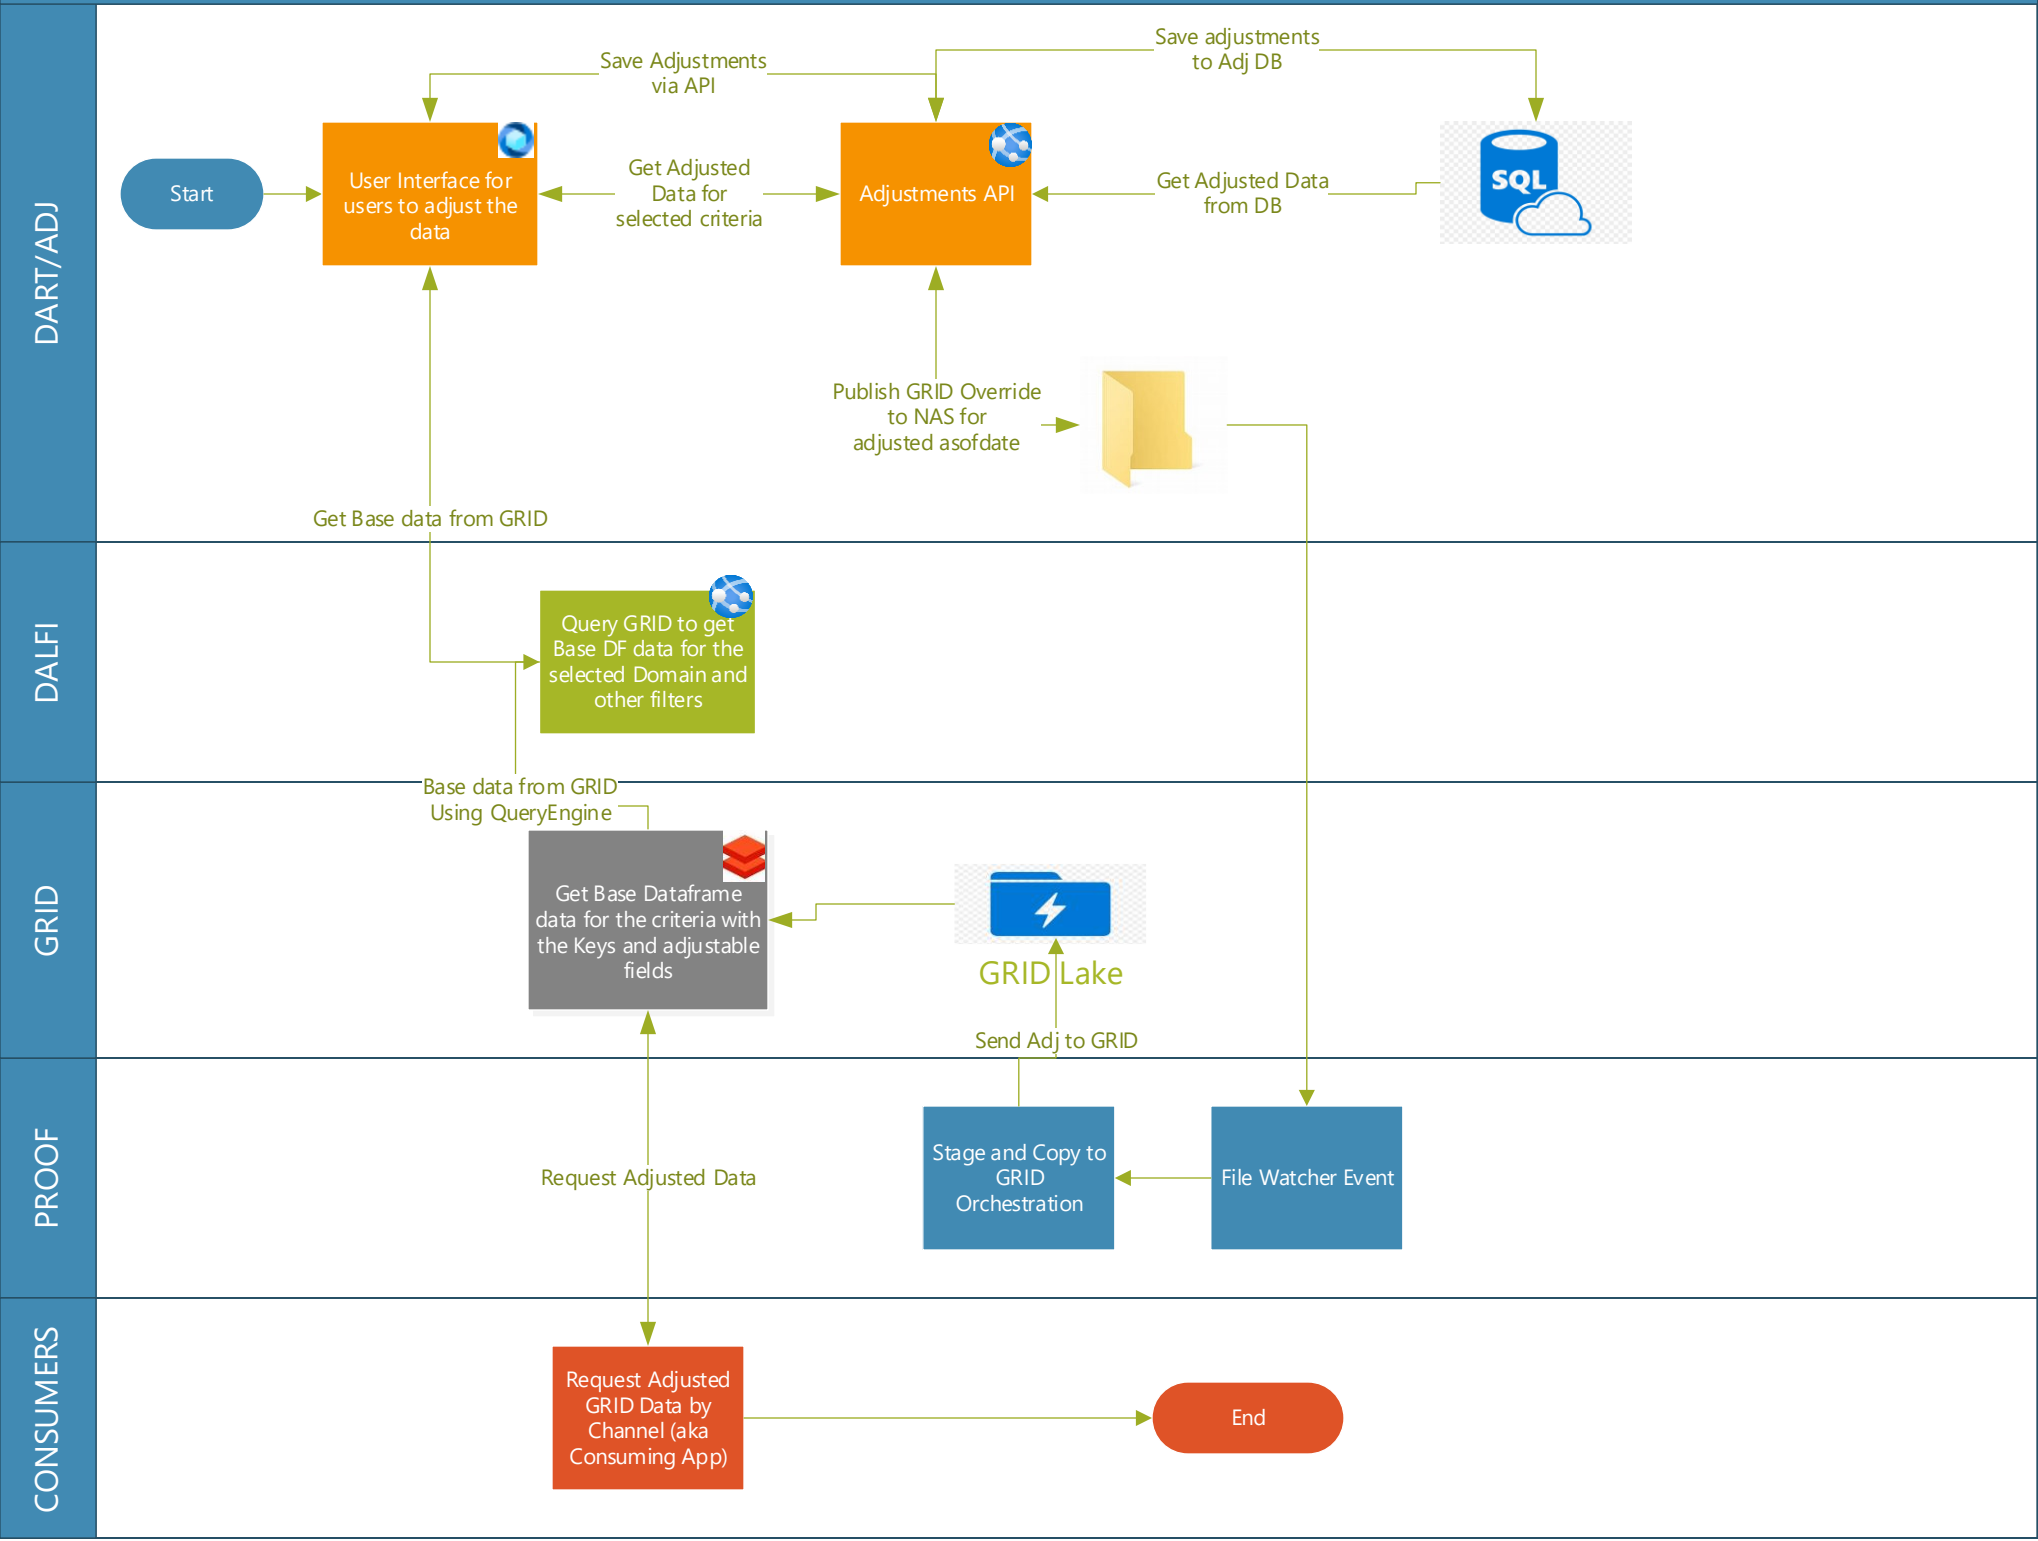 DART/ADJ
Save Adjustments
via API
Save adjustments
to Adj DB
Start
User Interface for
users to adjust the
data
Get Adjusted
Data for
selected criteria
Adjustments API
Get Adjusted Data
from DB
SQL
Publish GRID Override
to NAS for
adjusted asofdate
Get Base data from GRID
DALFI
Query GRID to get
Base DF data for the
selected Domain and
other filters
GRID
Base data from GRID
Using QueryEngine
Get Base Dataframe
data for the criteria with
the Keys and adjustable
fields
GRID Lake
Send Adj to GRID
PROOF
Request Adjusted Data
Stage and Copy to
GRID
Orchestration
File Watcher Event
CONSUMERS
Request Adjusted
GRID Data by
Channel (aka
Consuming App)
End